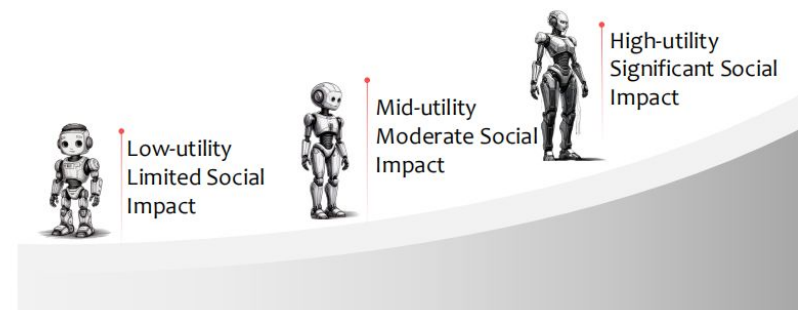 Low-utility
Limited Social
Impact
Mid-utility
Moderate Social
Impact
High-utility
Significant Social
Impact